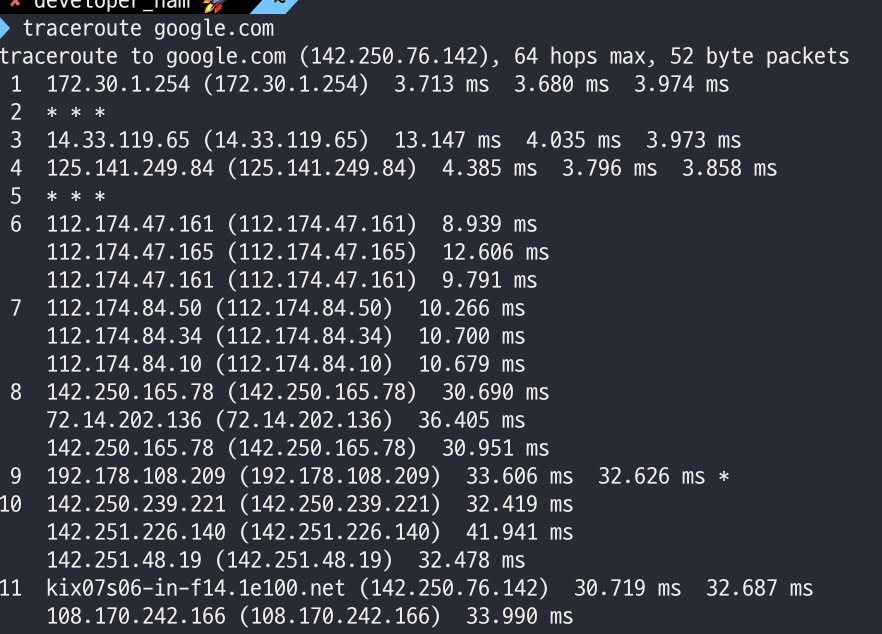 ✗ developer_nam 🚀 ~
traceroute google.com
traceroute to google.com (142.250.76.142), 64 hops max, 52 byte packets
1 172.30.1.254 (172.30.1.254) 3.713 ms 3.680 ms 3.974 ms
2 * * *
3 14.33.119.65 (14.33.119.65) 13.147 ms 4.035 ms 3.973 ms
4 125.141.249.84 (125.141.249.84) 4.385 ms 3.796 ms 3.858 ms
5 * * *
6 112.174.47.161 (112.174.47.161) 8.939 ms
112.174.47.165 (112.174.47.165) 12.606 ms
112.174.47.161 (112.174.47.161) 9.791 ms
7 112.174.84.50 (112.174.84.50) 10.266 ms
112.174.84.34 (112.174.84.34) 10.700 ms
112.174.84.10 (112.174.84.10) 10.679 ms
8 142.250.165.78 (142.250.165.78) 30.690 ms
72.14.202.136 (72.14.202.136) 36.405 ms
142.250.165.78 (142.250.165.78) 30.951 ms
9 192.178.108.209 (192.178.108.209) 33.606 ms 32.626 ms *
10 142.250.239.221 (142.250.239.221) 32.419 ms
142.251.226.140 (142.251.226.140) 41.941 ms
142.251.48.19 (142.251.48.19) 32.478 ms
11 kix07s06-in-f14.1e100.net (142.250.76.142) 30.719 ms 32.687 ms
108.170.242.166 (108.170.242.166) 33.990 ms